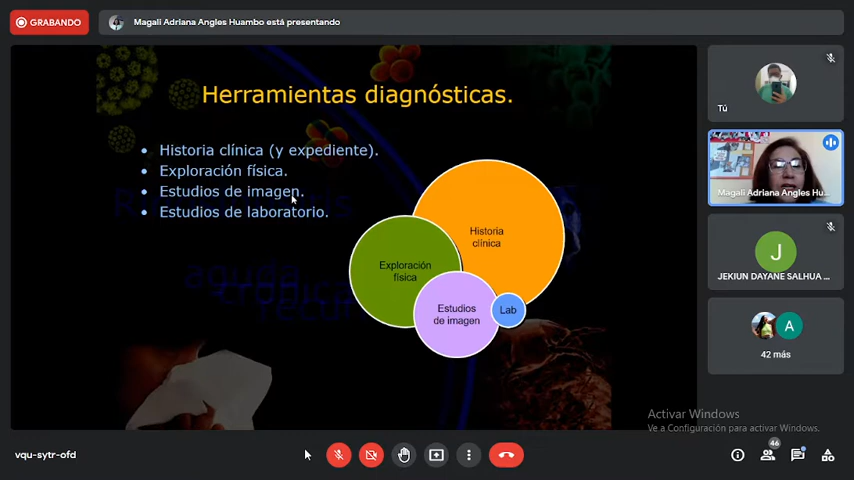 GRABANDO
Magali Adriana Angles Huambo está presentando
Herramientas diagnósticas.
• Historia clínica (y expediente).
• Exploración física.
• Estudios de imagen.
• Estudios de laboratorio.
Historia
clínica
Exploración
física
Estudios
de imagen
Lab
aguda
Tú
Magali Adriana Angles Hu...
J
JEKIUN DAYANE SALHUA ...
A
42 más
Activar Windows
Ve a Configuración para activar Windows.
vqu-sytr-ofd
46